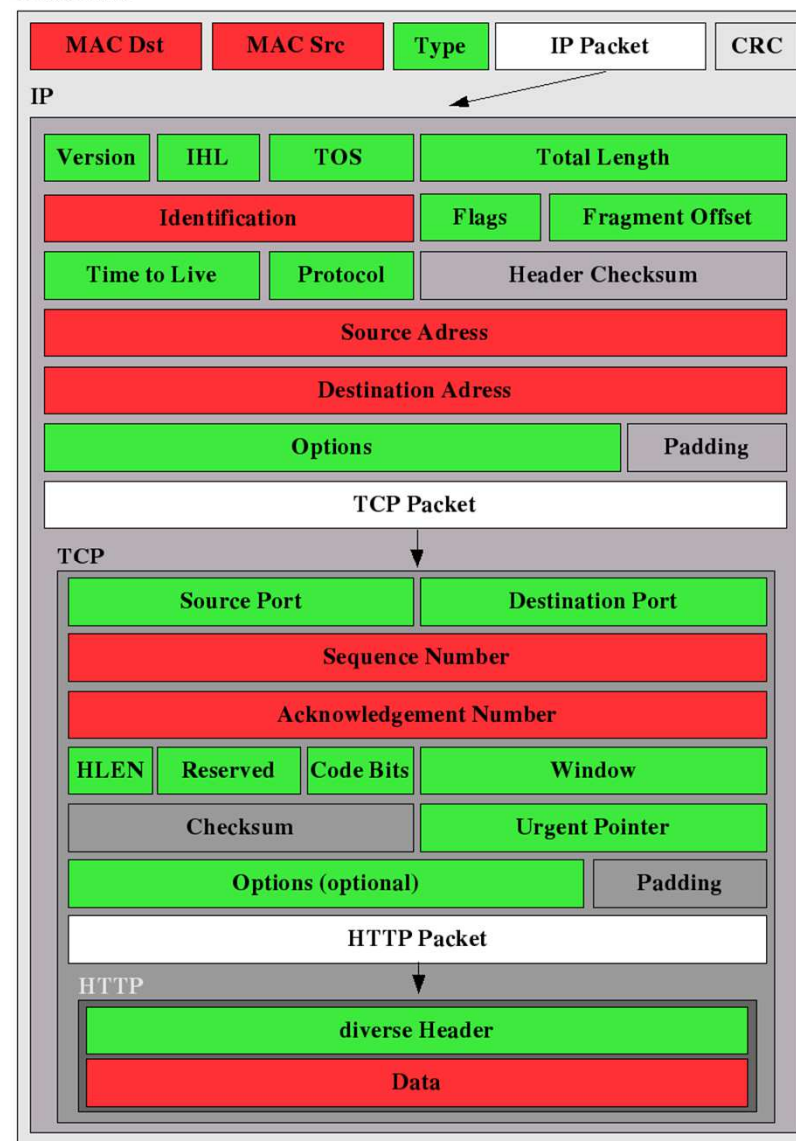 MAC Dst MAC Src Type IP Packet CRC
IP
Version IHL TOS Total Length
Identification Flags Fragment Offset
Time to Live Protocol Header Checksum
Source Adress
Destination Adress
Options Padding
TCP Packet
TCP
Source Port Destination Port
Sequence Number
Acknowledgement Number
HLEN Reserved Code Bits Window
Checksum Urgent Pointer
Options (optional) Padding
HTTP Packet
HTTP
diverse Header
Data